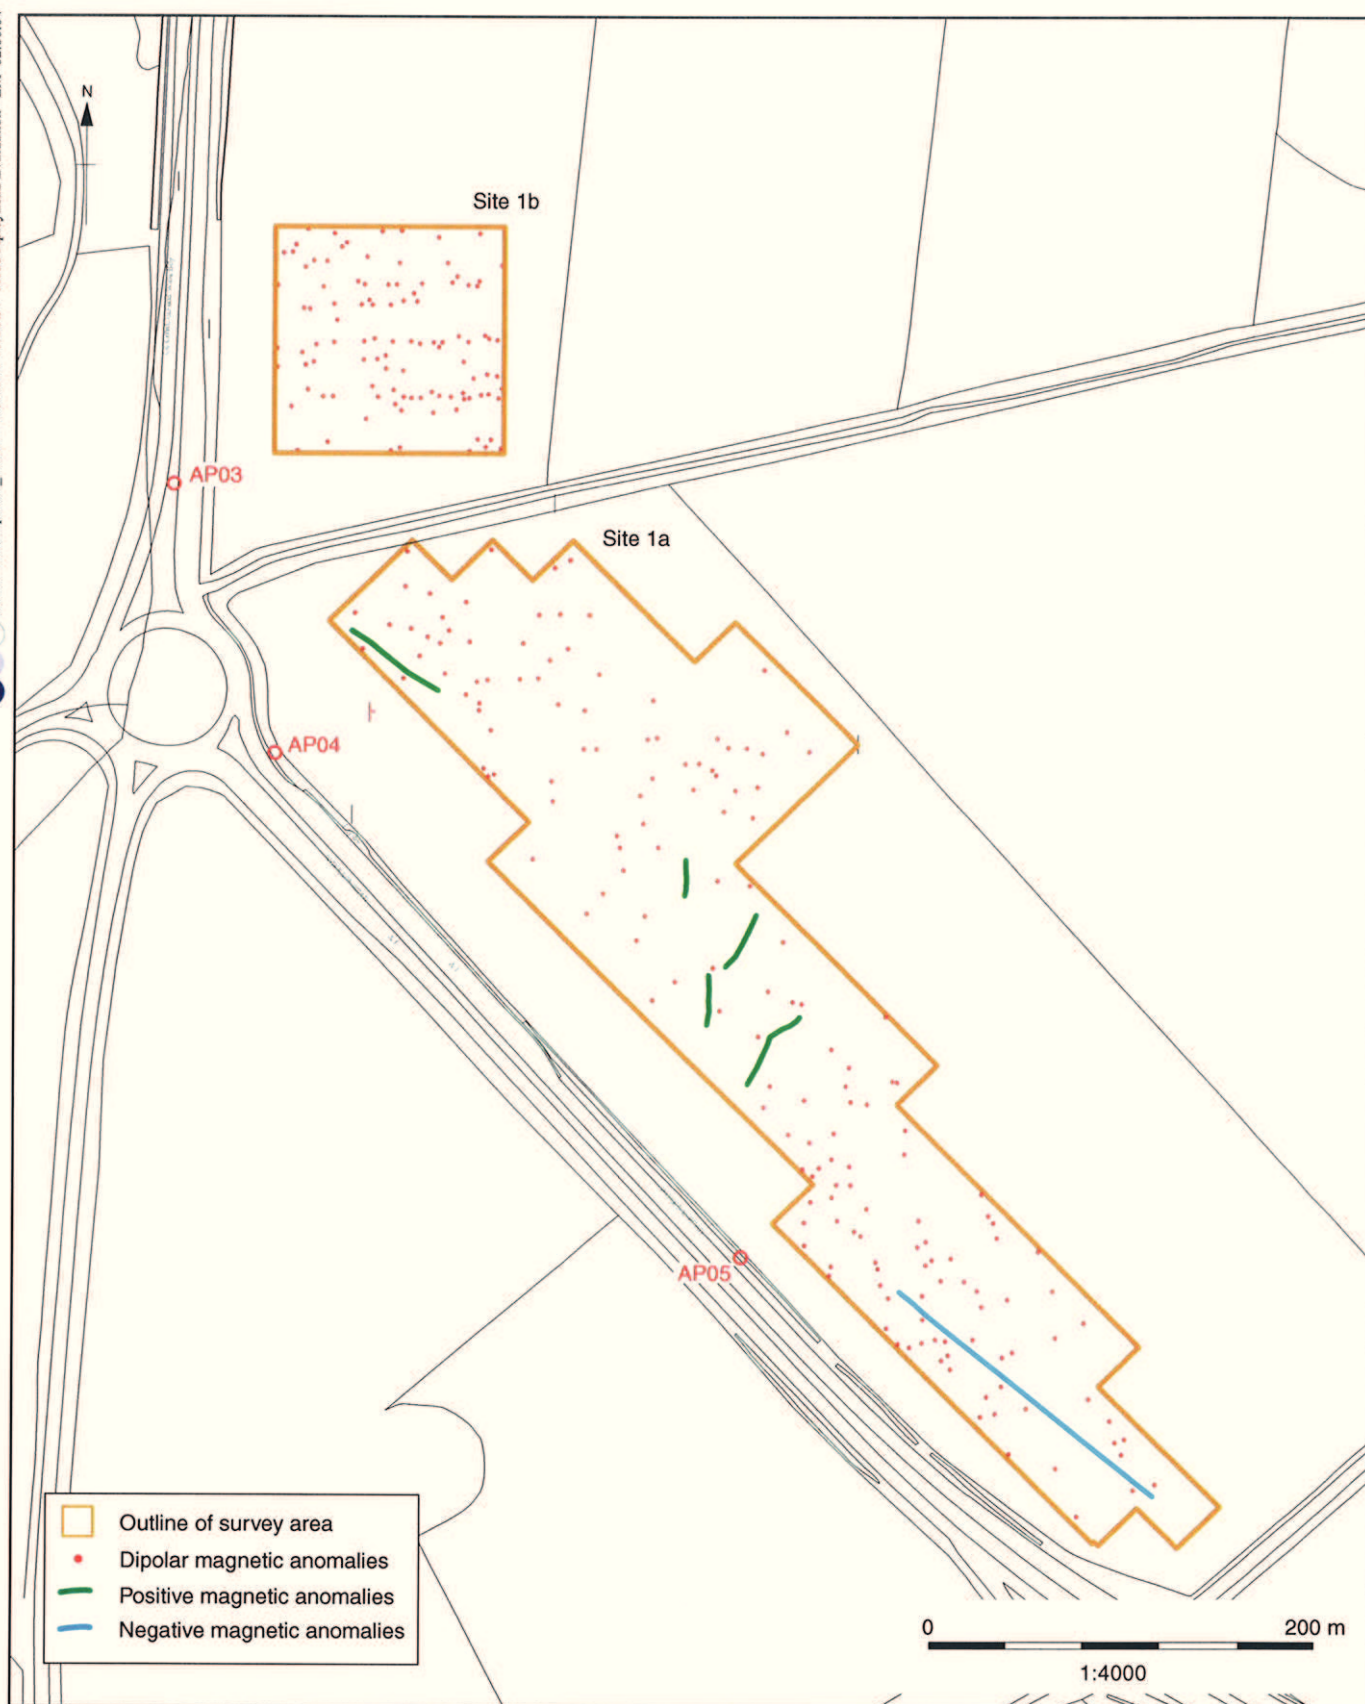 N
Site 1b
AP03
Site 1a
AP04
AP05
Outline of survey area
Dipolar magnetic anomalies
Positive magnetic anomalies
Negative magnetic anomalies
0 200 m
1:4000